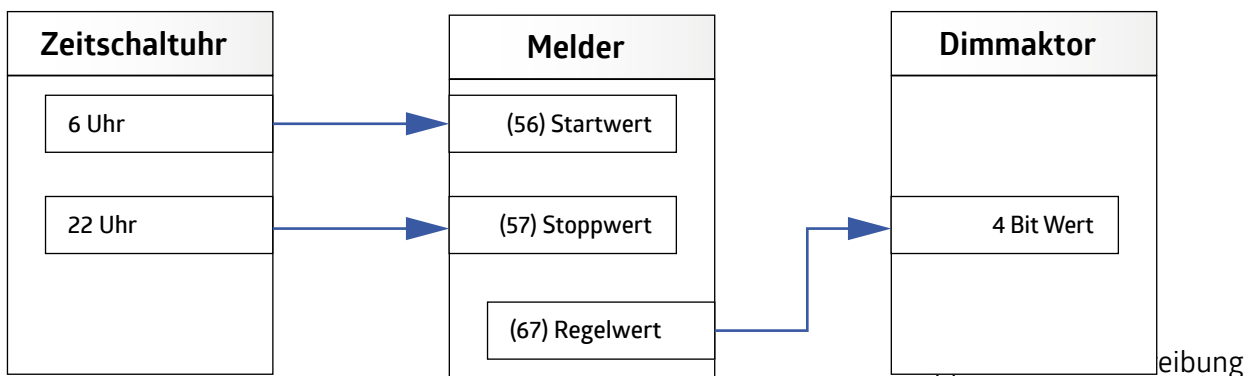 Zeitschaltuhr
6 Uhr
22 Uhr
Melder
(56) Startwert
(57) Stoppwert
(67) Regelwert
Dimmaktor
4 Bit Wert
eibung